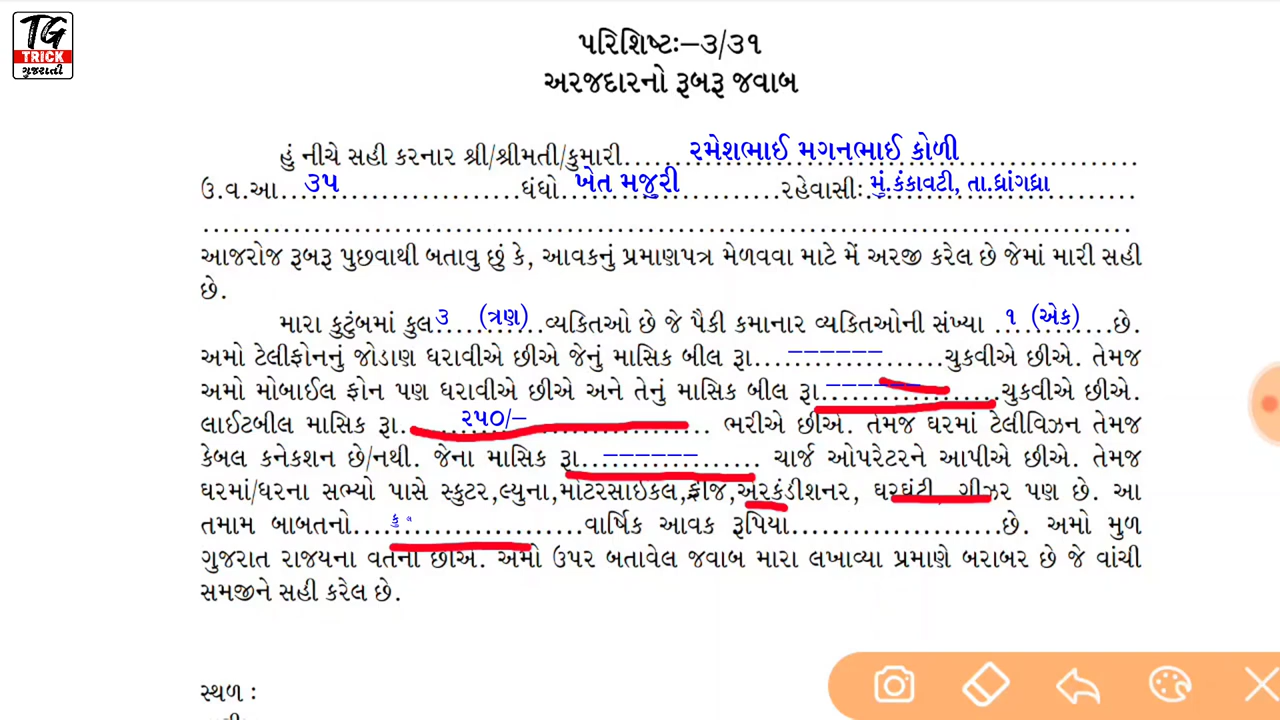 TG
TRICK
ગુજરાતી
પરિશિષ્ટઃ–૩/૩૧
અરજદારનો રૂબરૂ જવાબ
હું નીચે સહી કરનાર શ્રી/શ્રીમતી/કુમારી.....રમેશભાઈ મગનભાઈ કોળી.....
ઉ.વ.આ.....૩૫.....ધંધો.ખેત મજુરી.....રહેવાસીઃ.મું.કંકાવટી, તા.ધ્રાંગધ્રા.....
..........
આજરોજ રૂબરૂ પુછવાથી બતાવુ છું કે, આવકનું પ્રમાણપત્ર મેળવવા માટે મેં અરજી કરેલ છે જેમાં મારી સહી
છે.
મારા કુટુંબમાં કુલ૩ (ત્રણ)વ્યકિતઓ છે જે પૈકી કમાનાર વ્યકિતઓની સંખ્યા ૧ (એક)છે.
અમો ટેલીફોનનું જોડાણ ધરાવીએ છીએ જેનું માસિક બીલ રૂા....––––––.....ચુકવીએ છીએ. તેમજ
અમો મોબાઈલ ફોન પણ ધરાવીએ છીએ અને તેનું માસિક બીલ રૂા.––––––.....ચુકવીએ છીએ.
લાઈટબીલ માસિક રૂા.....૨૫૦/–..... ભરીએ છીએ. તેમજ ઘરમાં ટેલીવિઝન તેમજ
કેબલ કનેકશન છે/નથી. જેના માસિક રૂા..––––––..... ચાર્જ ઓપરેટરને આપીએ છીએ. તેમજ
ઘરમાં/ઘરના સભ્યો પાસે સ્કુટર,લ્યુના,મોટરસાઈકલ,ફ્રીજ,એરકંડીશનર, ઘરઘંટી, ગીઝર પણ છે. આ
તમામ બાબતનો....કુ.....વાર્ષિક આવક રૂપિયા..........છે. અમો મુળ
ગુજરાત રાજયના વતની છીએ. અમો ઉપર બતાવેલ જવાબ મારા લખાવ્યા પ્રમાણે બરાબર છે જે વાંચી
સમજીને સહી કરેલ છે.
સ્થળ :